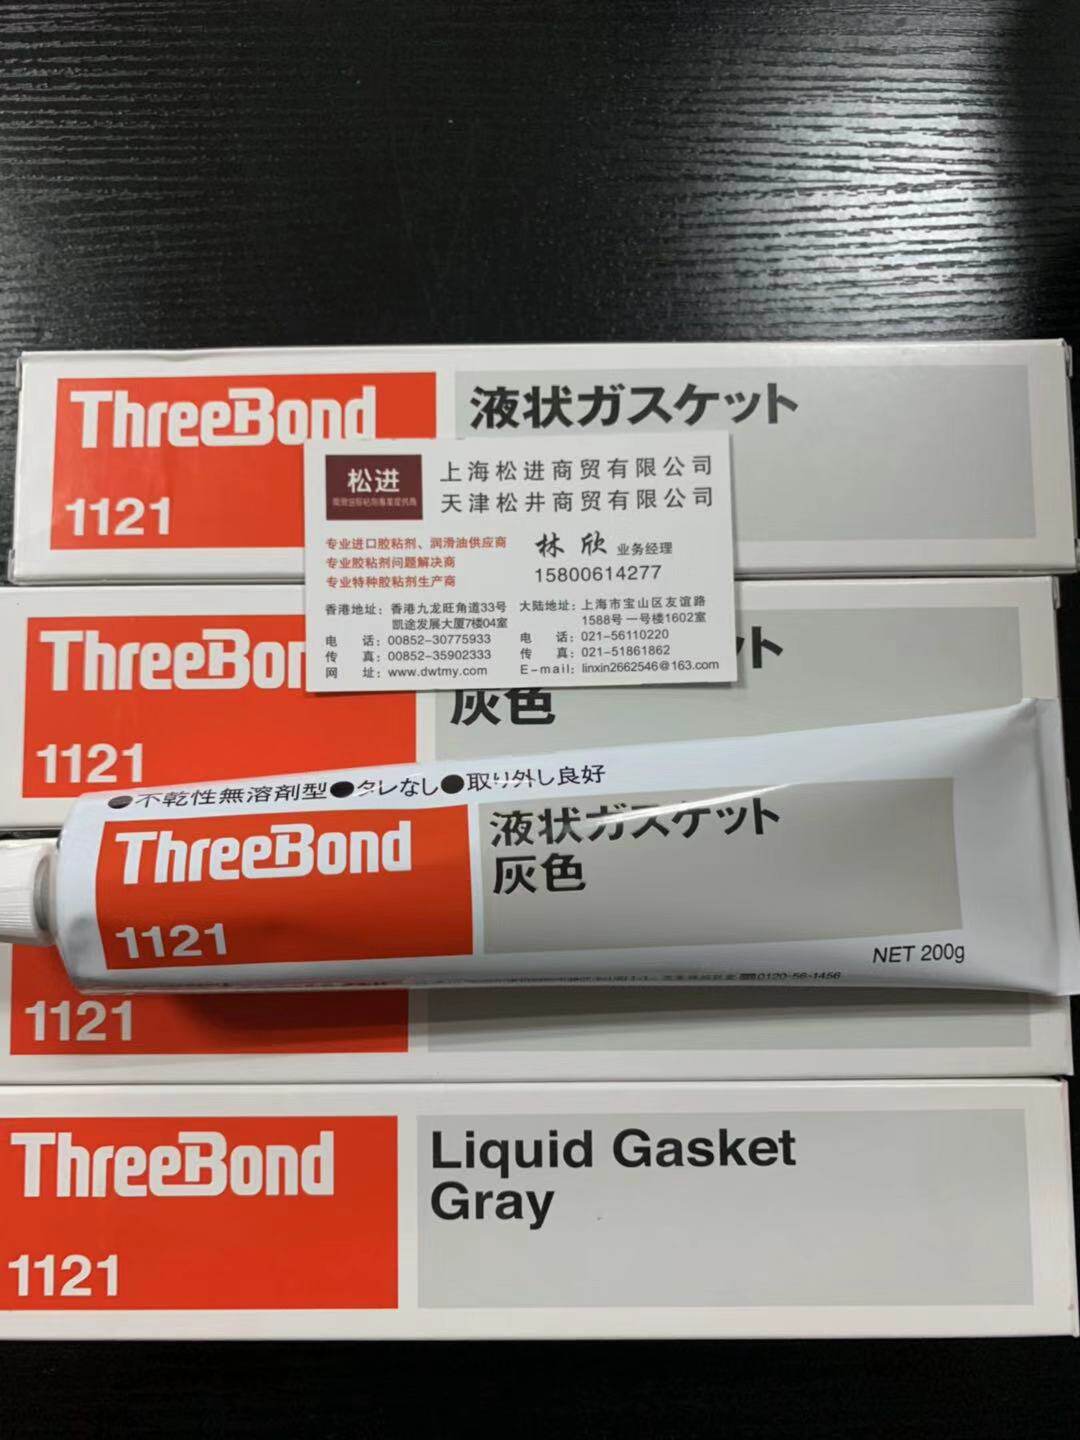 ThreeBond
1121
液状ガスケット
松进
上海松进商贸有限公司
天津松井商贸有限公司
专业进口胶粘剂、润滑油供应商
专业胶粘剂问题解决商
专业特种胶粘剂生产商
林欣 业务经理
15800614277
香港地址：香港九龙旺角道33号
凯途发展大厦7楼04室
电 话：00852-30775933
传 真：00852-35902333
网 址：www.dwtmy.com
大陆地址：上海市宝山区友谊路
1588号一号楼1602室
电 话：021-56110220
传 真：021-51861862
E-mail：linxin2662546@163.com
ThreeBon
1121
ット
灰色
●不乾性無溶剤型●タレなし●取り外し良好
ThreeBond
1121
液状ガスケット
灰色
NET 200g
0120-56-1456
1121
ThreeBond
1121
Liquid Gasket
Gray